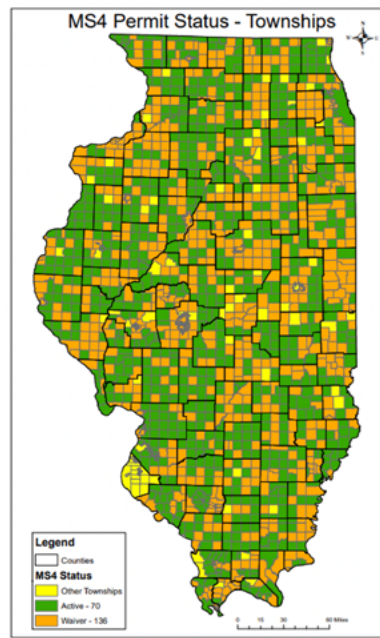 MS4 Permit Status - Townships
N
W
E
S
Legend
Counties
MS4 Status
Other Townships
Active - 70
Waiver - 136
0 15 30 60 Miles